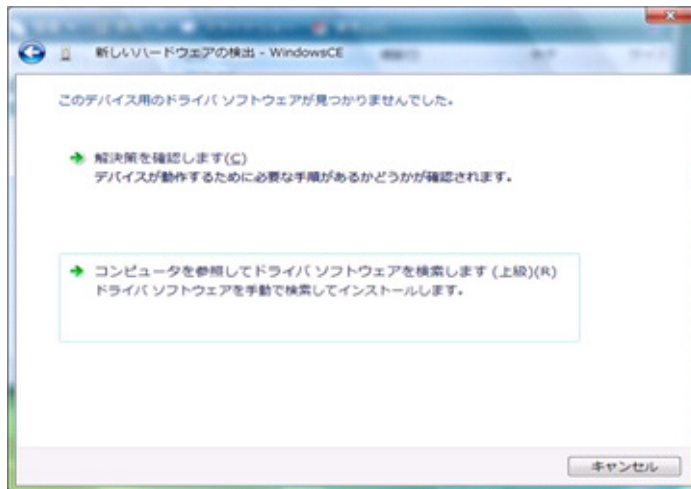 新しいハードウェアの検出 - WindowsCE
このデバイス用のドライバ ソフトウェアが見つかりませんでした。
解決策を確認します(C)
デバイスが動作するために必要な手順があるかどうかが確認されます。
コンピュータを参照してドライバ ソフトウェアを検索します (上級)(R)
ドライバ ソフトウェアを手動で検索してインストールします。
キャンセル